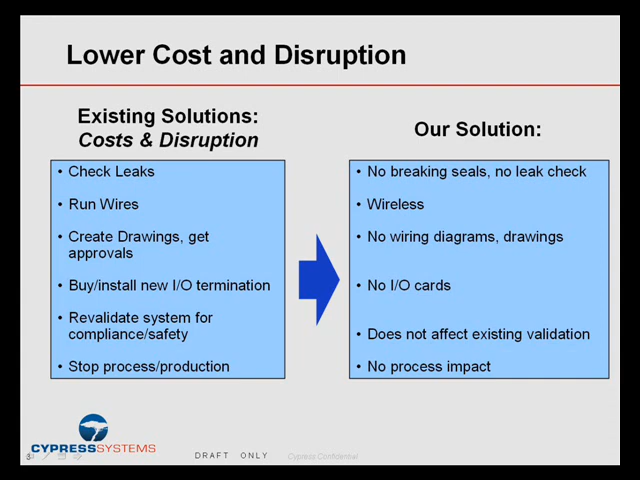 Lower Cost and Disruption
Existing Solutions:
Costs & Disruption
• Check Leaks
• Run Wires
• Create Drawings, get
approvals
• Buy/install new I/O termination
• Revalidate system for
compliance/safety
• Stop process/production
Our Solution:
• No breaking seals, no leak check
• Wireless
• No wiring diagrams, drawings
• No I/O cards
• Does not affect existing validation
• No process impact
CYPRESSSYSTEMS
3
DRAFT ONLY
Cypress Confidential